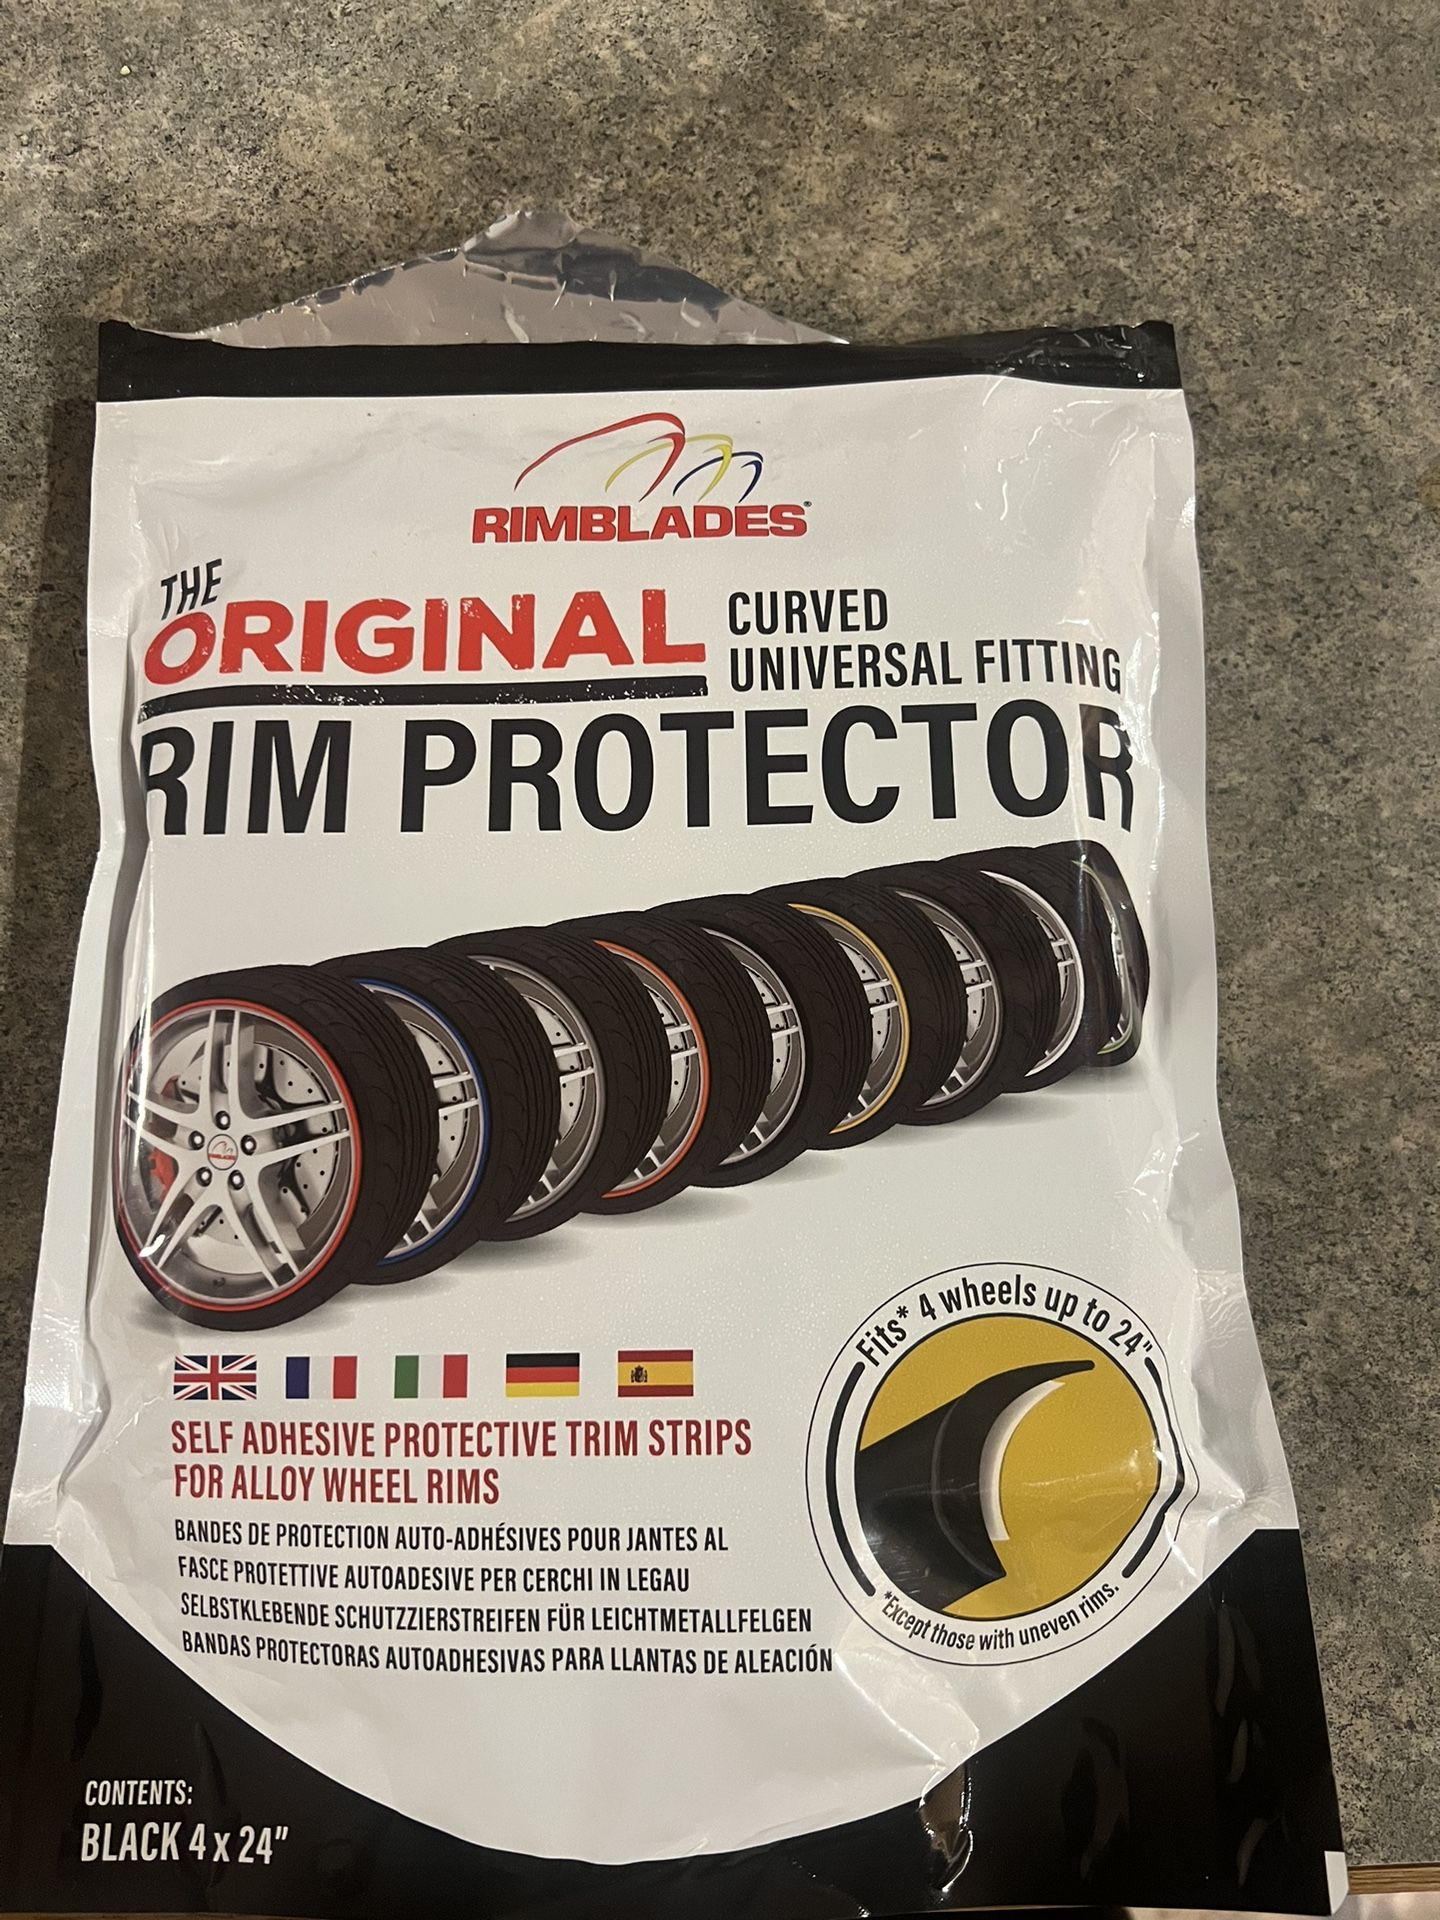 RIMBLADES®
THE
ORIGINAL
CURVED
UNIVERSAL FITTING
RIM PROTECTOR
Fits* 4 wheels up to 24"
*Except those with uneven rims.
SELF ADHESIVE PROTECTIVE TRIM STRIPS
FOR ALLOY WHEEL RIMS
BANDES DE PROTECTION AUTO-ADHÉSIVES POUR JANTES AL
FASCE PROTETTIVE AUTOADESIVE PER CERCHI IN LEGAU
SELBSTKLEBENDE SCHUTZZIERSTREIFEN FÜR LEICHTMETALLFELGEN
BANDAS PROTECTORAS AUTOADHESIVAS PARA LLANTAS DE ALEACIÓN
CONTENTS:
BLACK 4 x 24"